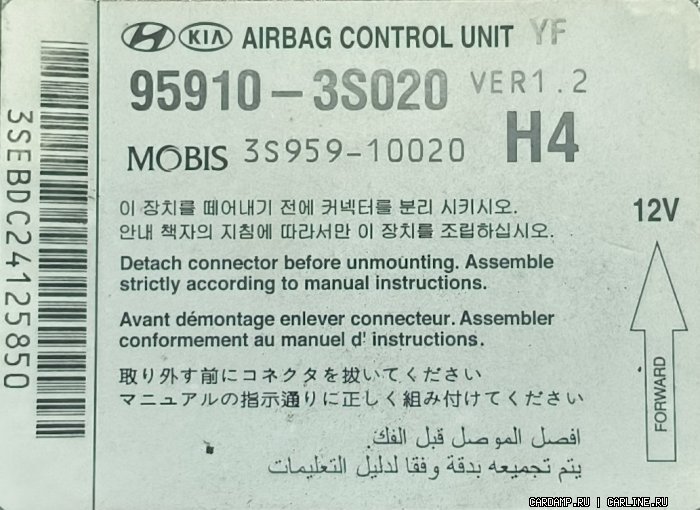 3SEBDC24125850
KIA AIRBAG CONTROL UNIT YF
95910-3S020 VER1.2
MOBIS 3S959-10020 H4
이 장치를 떼어내기 전에 커넥터를 분리 시키시오.
안내 책자의 지침에 따라서만 이 장치를 조립하십시오.
12V
Detach connector before unmounting. Assemble
strictly according to manual instructions.
Avant démontage enlever connecteur. Assembler
conformement au manuel d' instructions.
FORWARD
取り外す前にコネクタを抜いてください
マニュアルの指示通りに正しく組み付けてください
افصل الموصل قبل الفك.
يتم تجميعه بدقة وفقا لدليل التعليمات
CARDAMP.RU | CARLINE.RU